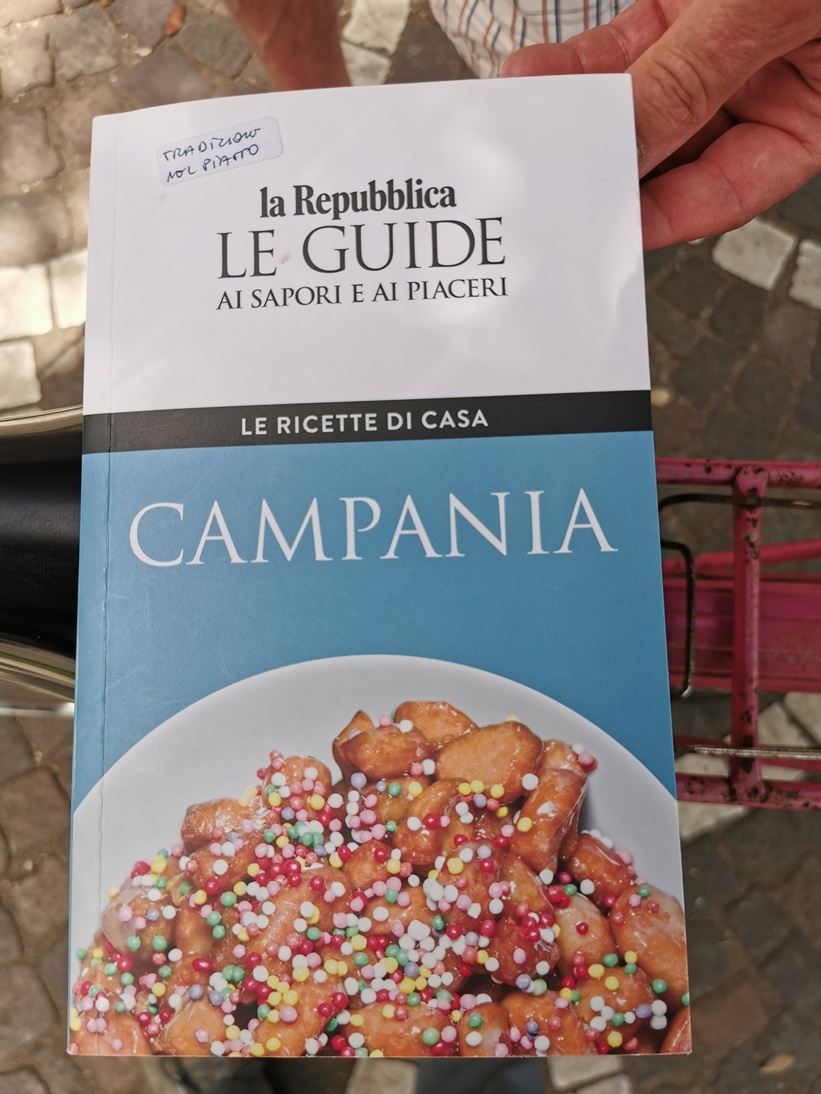 TRADIZIONI
NEL PIATTO
la Repubblica
LE GUIDE
AI SAPORI E AI PIACERI
LE RICETTE DI CASA
CAMPANIA